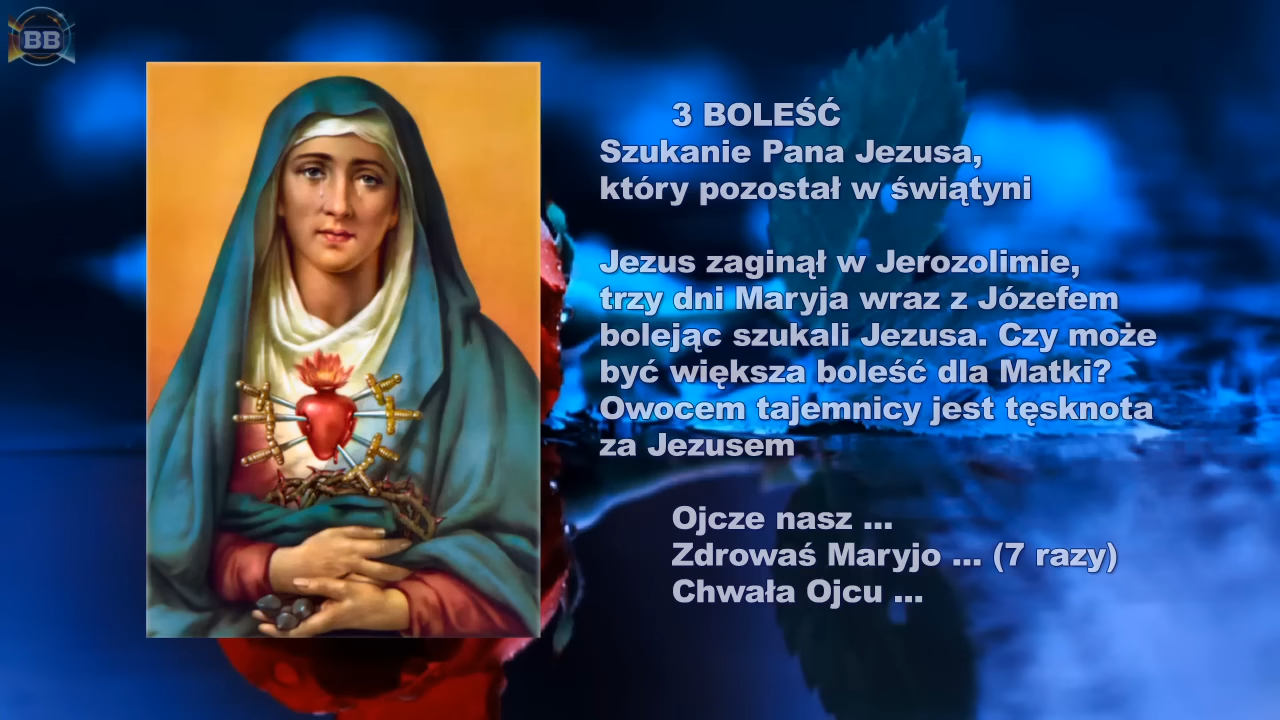 BB
3 BOLEŚĆ
Szukanie Pana Jezusa,
który pozostał w świątyni
Jezus zaginął w Jerozolimie,
trzy dni Maryja wraz z Józefem
bolejąc szukali Jezusa. Czy może
być większa boleść dla Matki?
Owocem tajemnicy jest tęsknota
za Jezusem
Ojcze nasz ...
Zdrowaś Maryjo ... (7 razy)
Chwała Ojcu ...